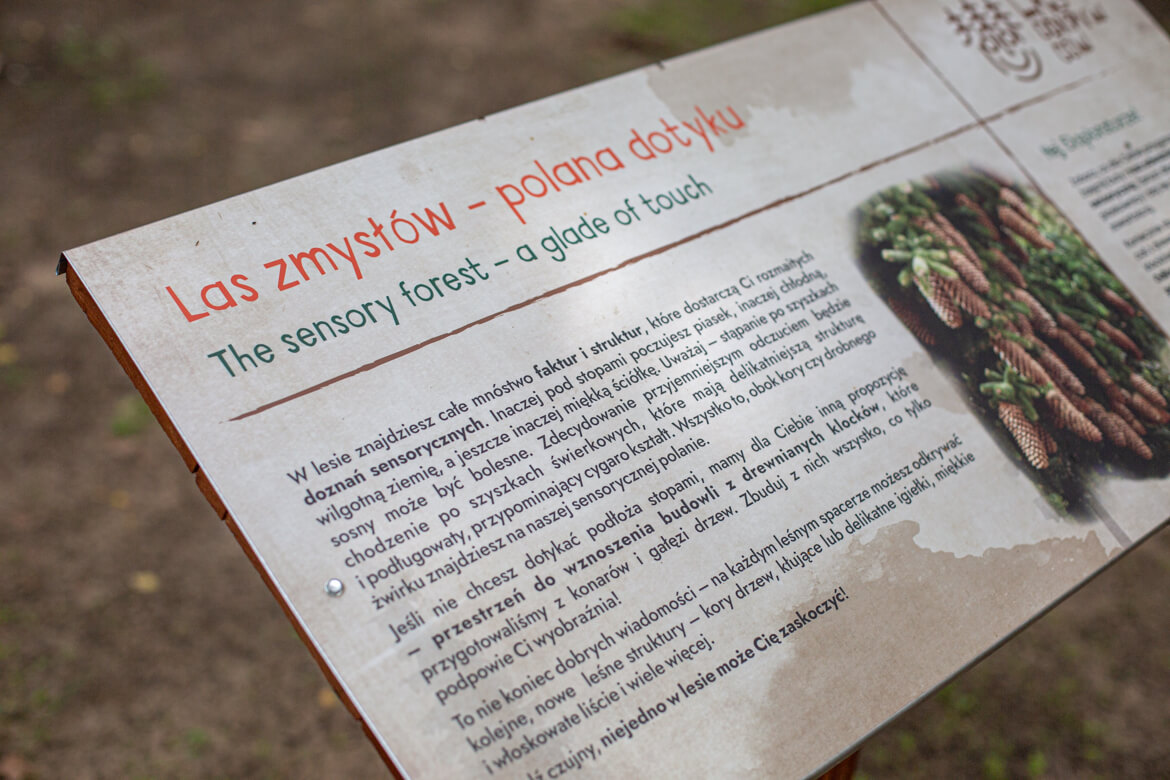 Las zmysłów – polana dotyku
The sensory forest – a glade of touch
W lesie znajdziesz całe mnóstwo faktur i struktur, które dostarczą Ci rozmaitych
doznań sensorycznych. Inaczej pod stopami poczujesz piasek, inaczej chłodną,
wilgotną ziemię, a jeszcze inaczej miękką ściółkę. Uważaj – stąpanie po szyszkach
sosny może być bolesne. Zdecydowanie przyjemniejszym odczuciem będzie
chodzenie po szyszkach świerkowych, które mają delikatniejszą strukturę
i podługowaty, przypominający cygaro kształt. Wszystko to, obok kory czy drobnego
żwirku znajdziesz na naszej sensorycznej polanie.
Jeśli nie chcesz dotykać podłoża stopami, mamy dla Ciebie inną propozycję
– przestrzeń do wznoszenia budowli z drewnianych klocków, które
przygotowaliśmy z konarów i gałęzi drzew. Zbuduj z nich wszystko, co tylko
podpowie Ci wyobraźnia!
To nie koniec dobrych wiadomości – na każdym leśnym spacerze możesz odkrywać
kolejne, nowe leśne struktury – kory drzew, kłujące lub delikatne igiełki, miękkie
i włoskowate liście i wiele więcej.
czujny, niejedno w lesie może Cię zaskoczyć!